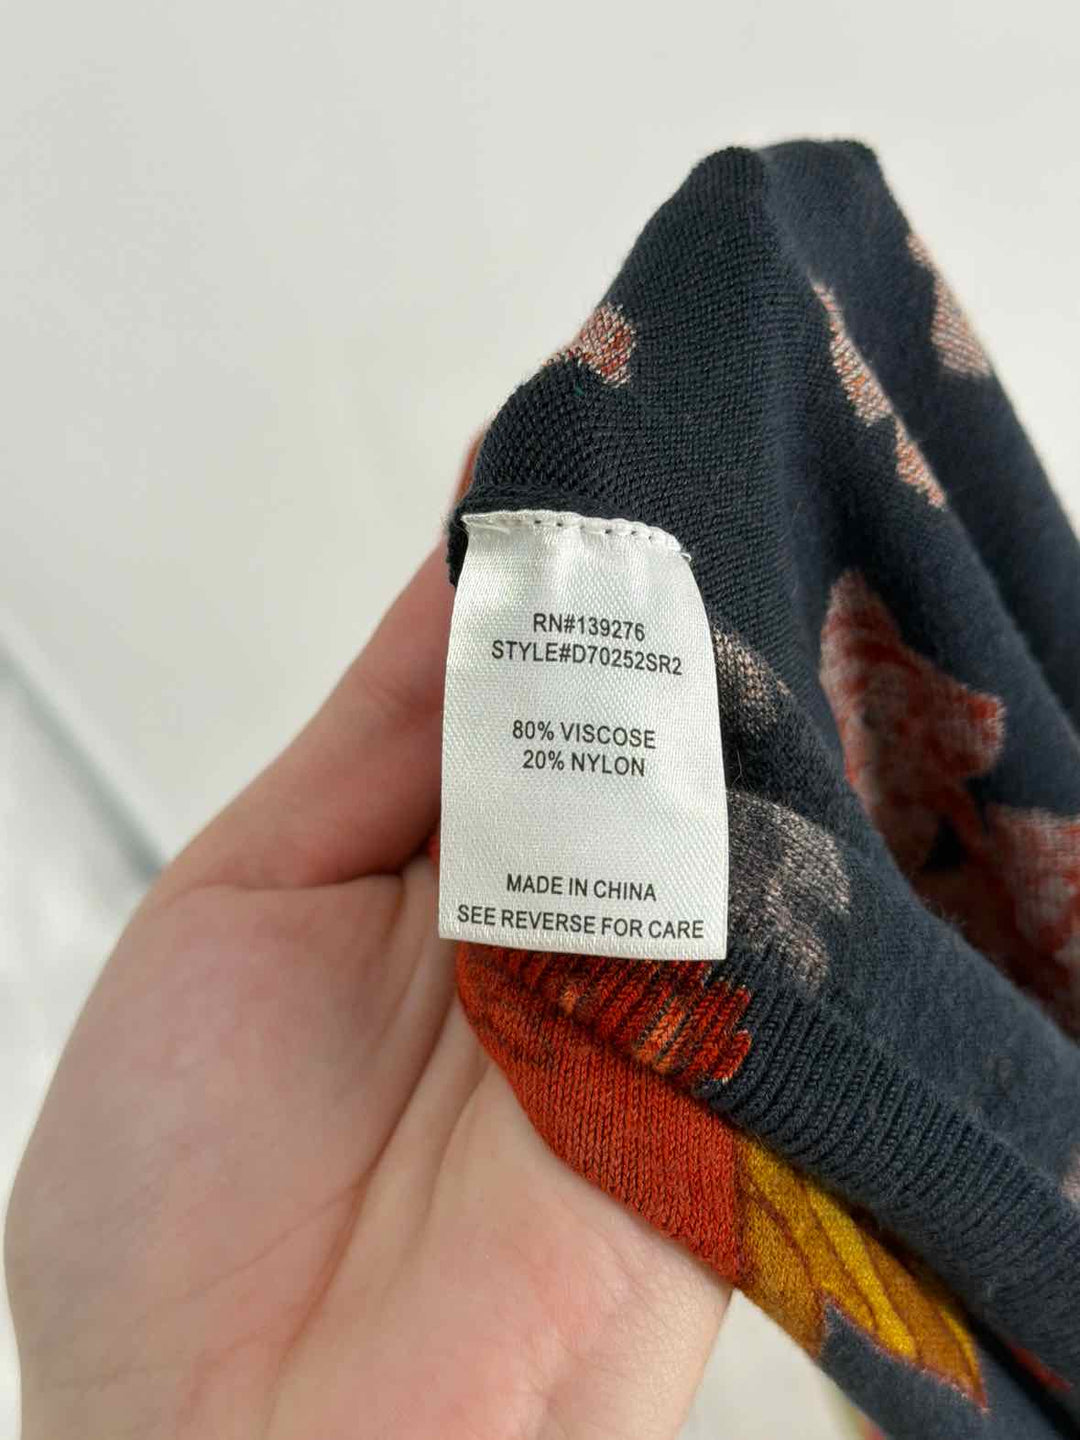 RN#139276
STYLE#D70252SR2
80% VISCOSE
20% NYLON
MADE IN CHINA
SEE REVERSE FOR CARE